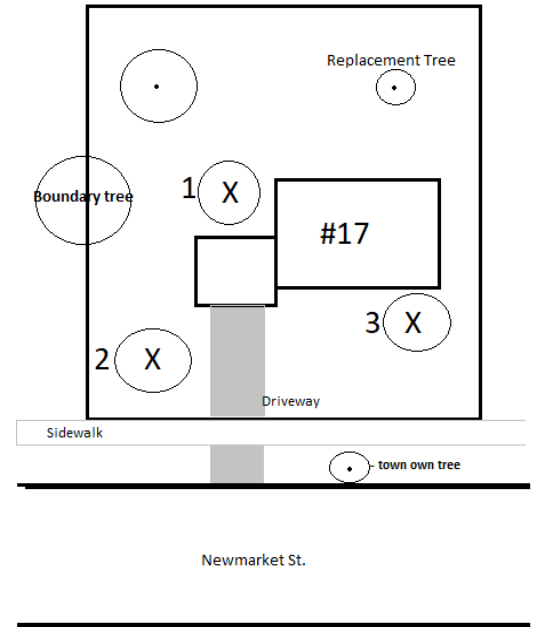 Replacement Tree
1
X
Boundary tree
#17
3
X
2
X
Driveway
Sidewalk
- town own tree
Newmarket St.